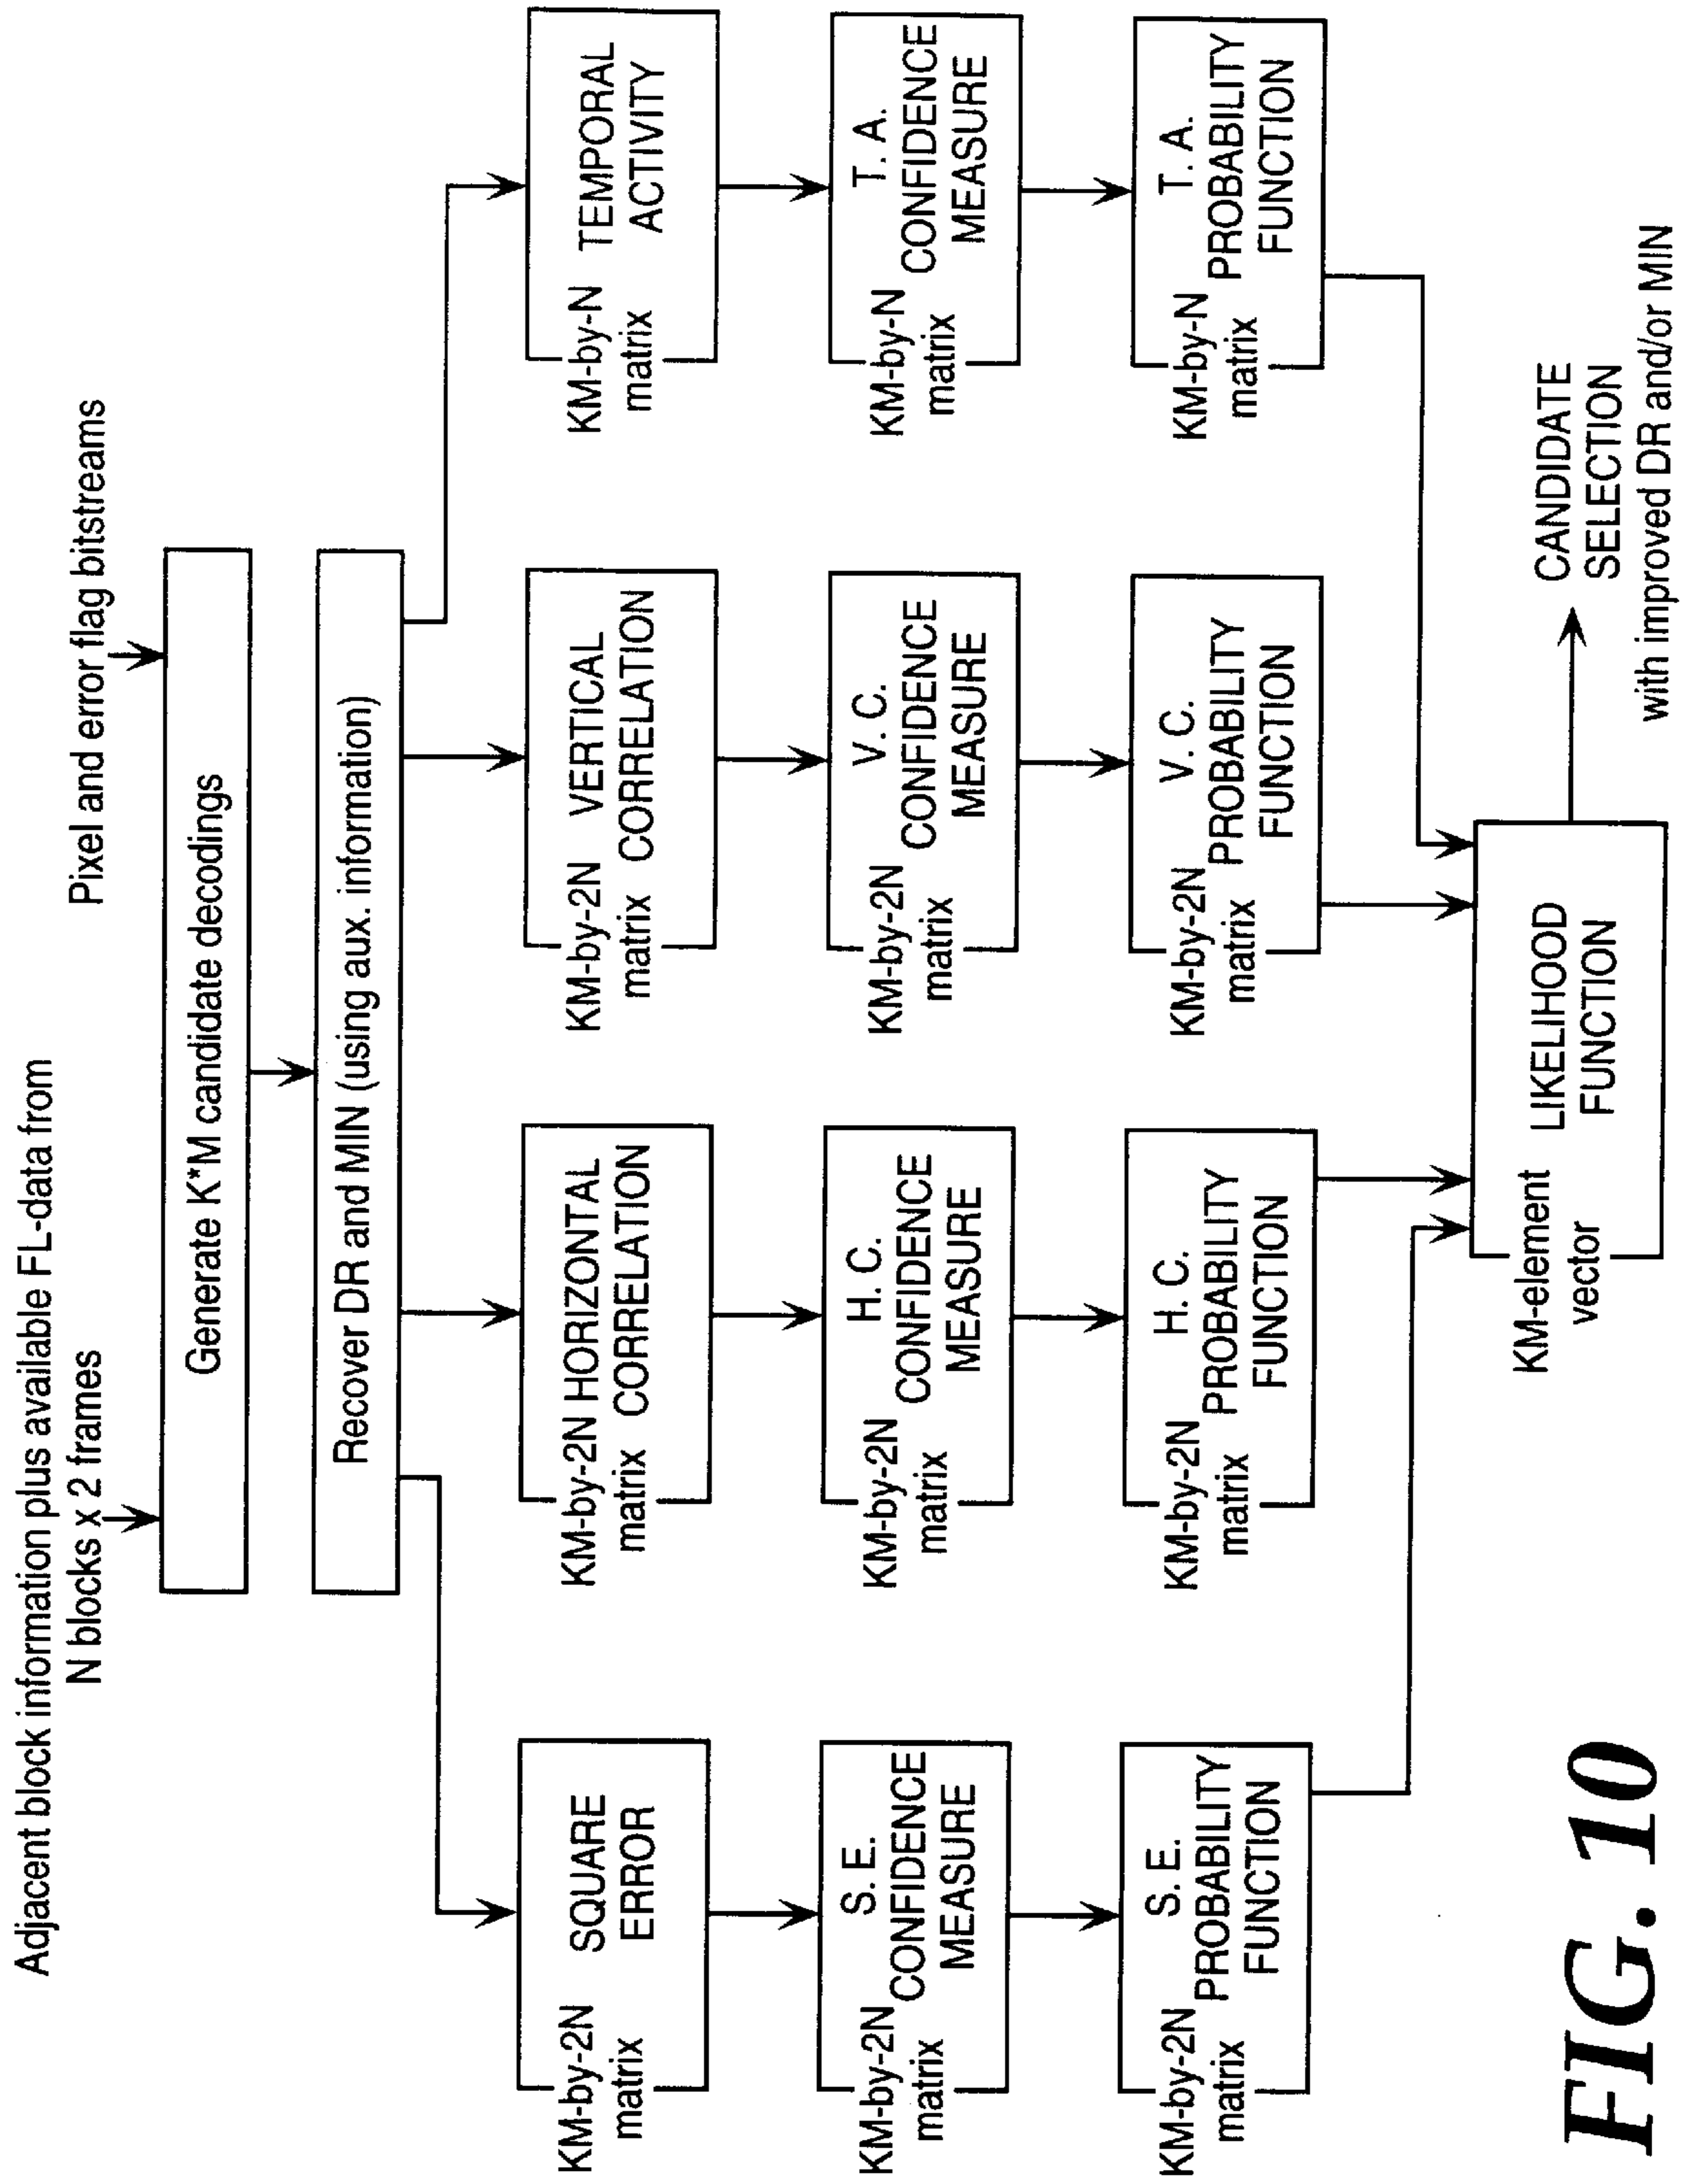 Adjacent block information plus available FL-data from
N blocks x 2 frames
Pixel and error flag bitstreams
Generate K*M candidate decodings
Recover DR and MIN (using aux. information)
KM-by-2N
matrix
SQUARE
ERROR
KM-by-2N
matrix
HORIZONTAL
CORRELATION
KM-by-2N
matrix
VERTICAL
CORRELATION
KM-by-N
matrix
TEMPORAL
ACTIVITY
KM-by-2N
matrix
S. E.
CONFIDENCE
MEASURE
KM-by-2N
matrix
H. C.
CONFIDENCE
MEASURE
KM-by-2N
matrix
V. C.
CONFIDENCE
MEASURE
KM-by-N
matrix
T. A.
CONFIDENCE
MEASURE
KM-by-2N
matrix
S. E.
PROBABILITY
FUNCTION
KM-by-2N
matrix
H. C.
PROBABILITY
FUNCTION
KM-by-2N
matrix
V. C.
PROBABILITY
FUNCTION
KM-by-N
matrix
T. A.
PROBABILITY
FUNCTION
KM-element
vector
LIKELIHOOD
FUNCTION
CANDIDATE
SELECTION
with improved DR and/or MIN
FIG. 10